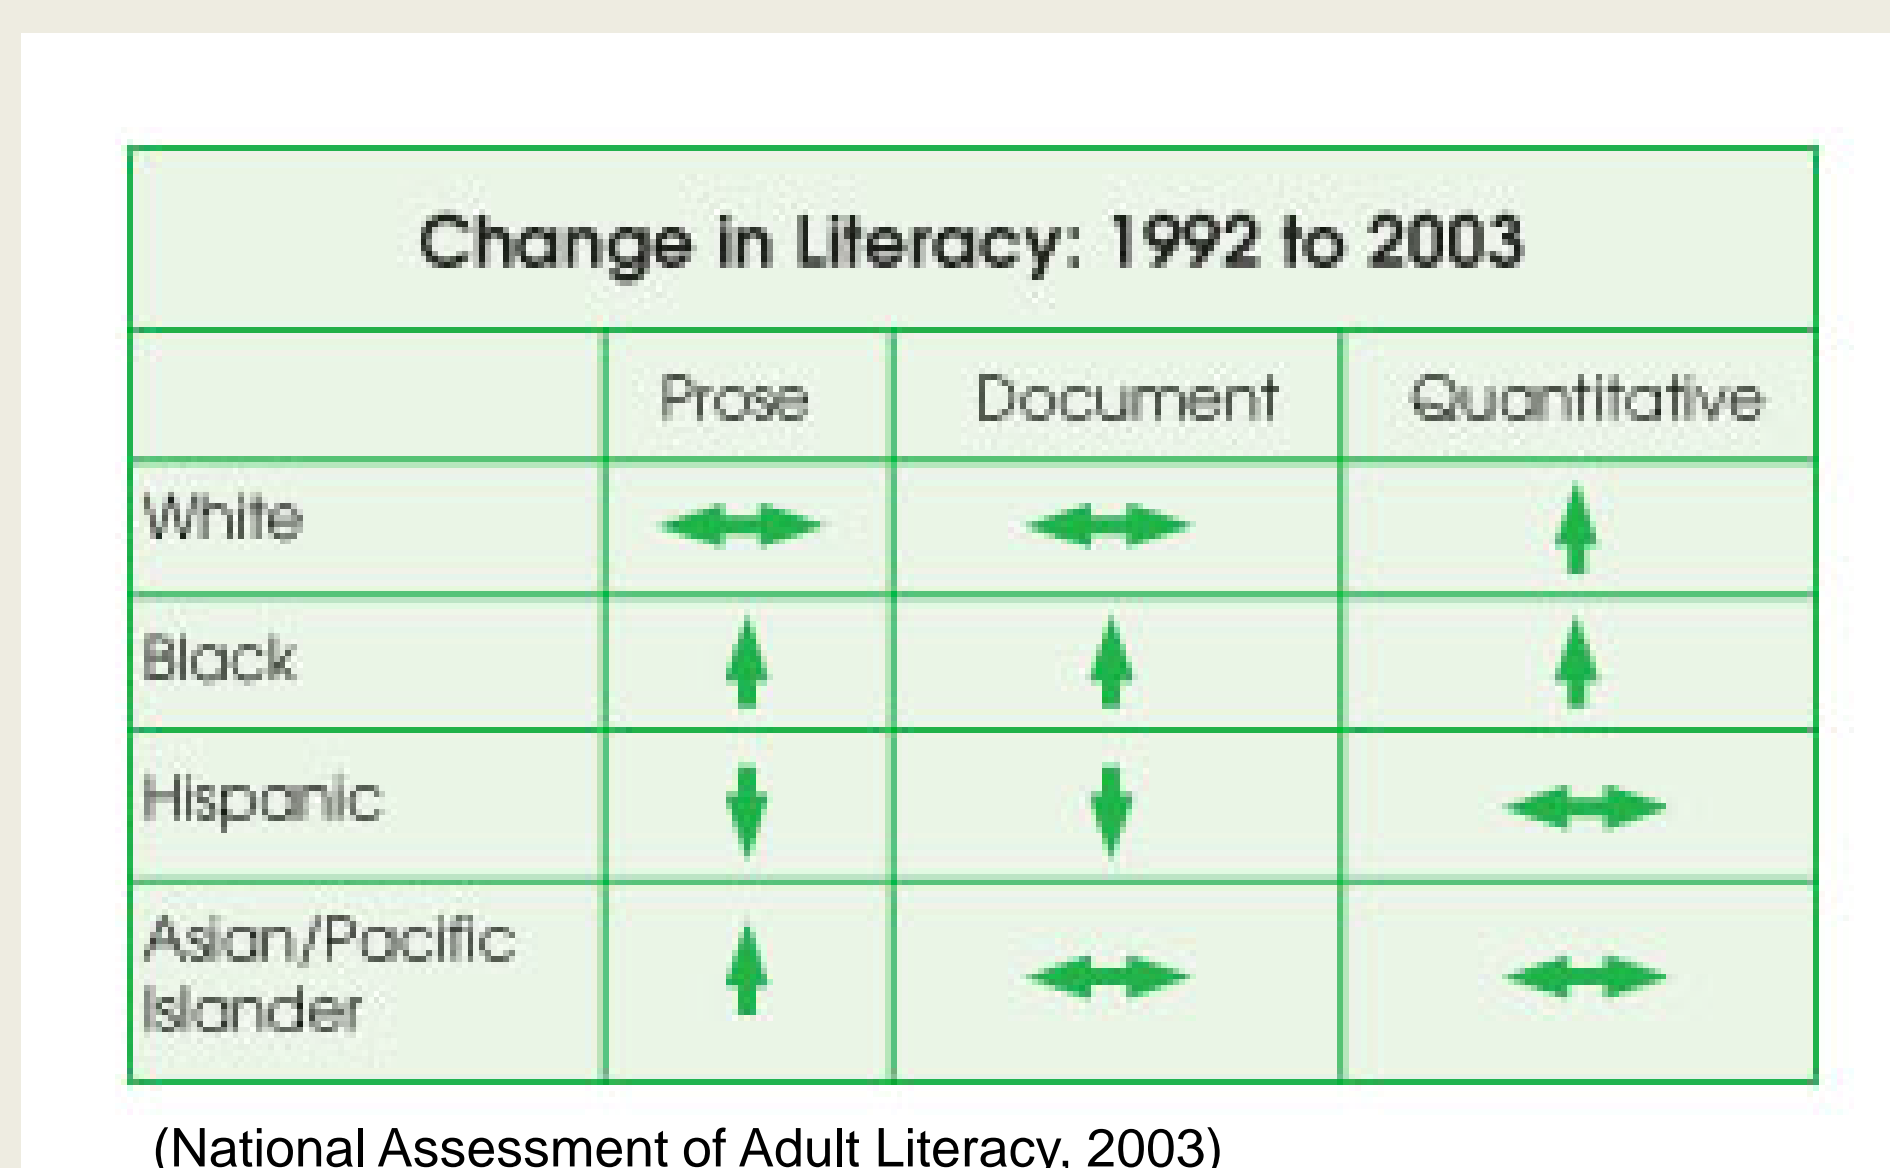 Change in Literacy: 1992 to 2003
Prose Document Quantitative
White
Black
Hispanic
Asian/Pacific
Islander
(National Assessment of Adult Literacy, 2003)